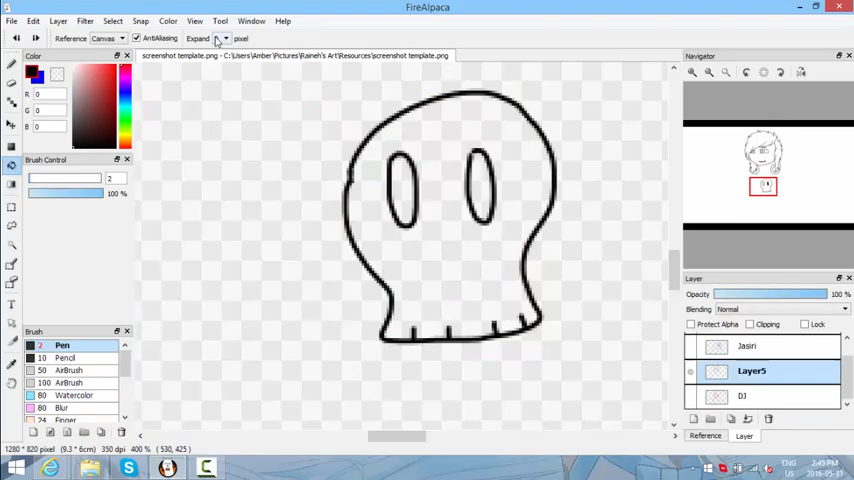 FireAlpaca
File Edit Layer Filter Select Snap Color View Tool Window Help
Reference Canvas AntiAliasing Expand pixel
screenshot template.png - C:\Users\Amber\Pictures\Raineh's Art\Resources\screenshot template.png
Color
Navigator
R 0
G 0
B 0
Brush Control
2
100 %
Layer
Opacity 100 %
Blending Normal
Protect Alpha Clipping Lock
Brush
Jasiri
2 Pen
10 Pencil
Layer5
50 AirBrush
100 AirBrush
80 Watercolor
DJ
80 Blur
24 Finger
Reference Layer
1280 * 820 pixel (9.3 * 6cm) 350 dpi 400 % ( 530, 425 )
ENG 2:45 PM
US 2016-05-31